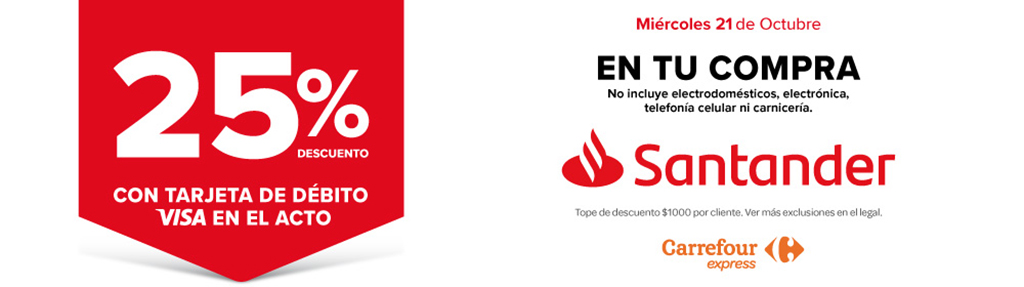 25%
DESCUENTO
CON TARJETA DE DÉBITO
VISA EN EL ACTO
Miércoles 21 de Octubre
EN TU COMPRA
No incluye electrodomésticos, electrónica,
telefonía celular ni carnicería.
Santander
Tope de descuento $1000 por cliente. Ver más exclusiones en el legal.
Carrefour
express